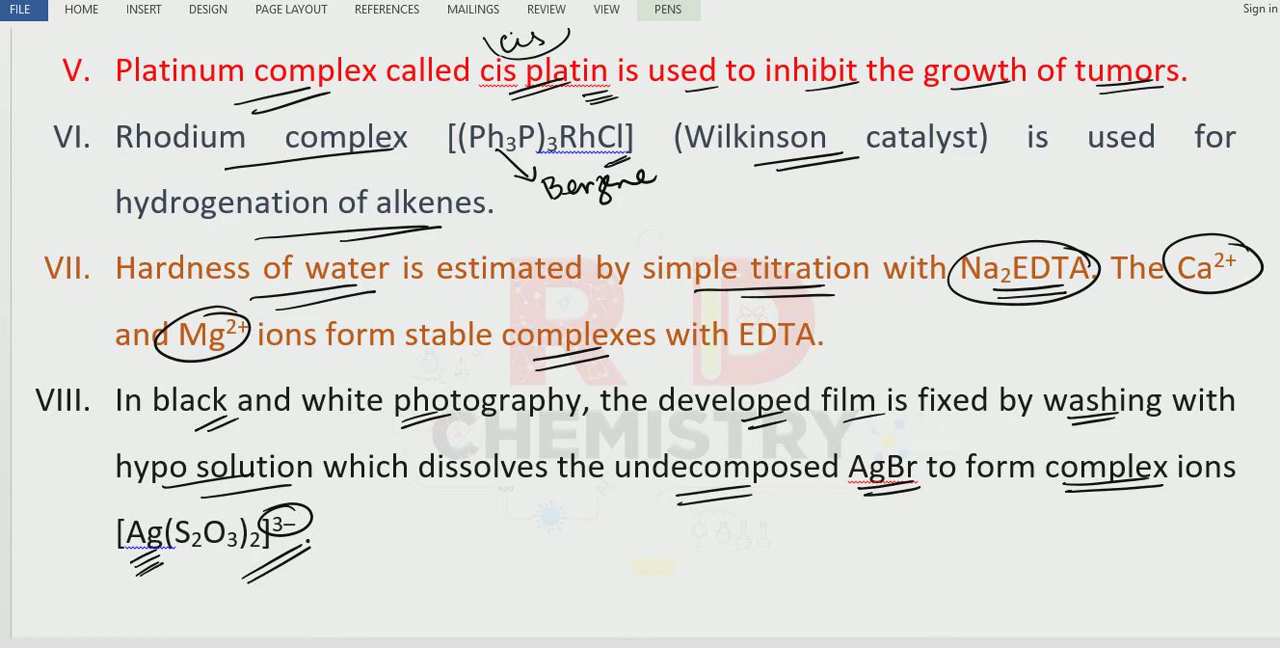 FILE HOME INSERT DESIGN PAGE LAYOUT REFERENCES MAILINGS REVIEW VIEW PENS Sign in
cis
V. Platinum complex called cis platin is used to inhibit the growth of tumors.
VI. Rhodium complex [(Ph₃P)₃RhCl] (Wilkinson catalyst) is used for
Benzene
hydrogenation of alkenes.
VII. Hardness of water is estimated by simple titration with Na₂EDTA. The Ca²⁺
and Mg²⁺ ions form stable complexes with EDTA.
VIII. In black and white photography, the developed film is fixed by washing with
hypo solution which dissolves the undecomposed AgBr to form complex ions
[Ag(S₂O₃)₂]³⁻.
R D
CHEMISTRY